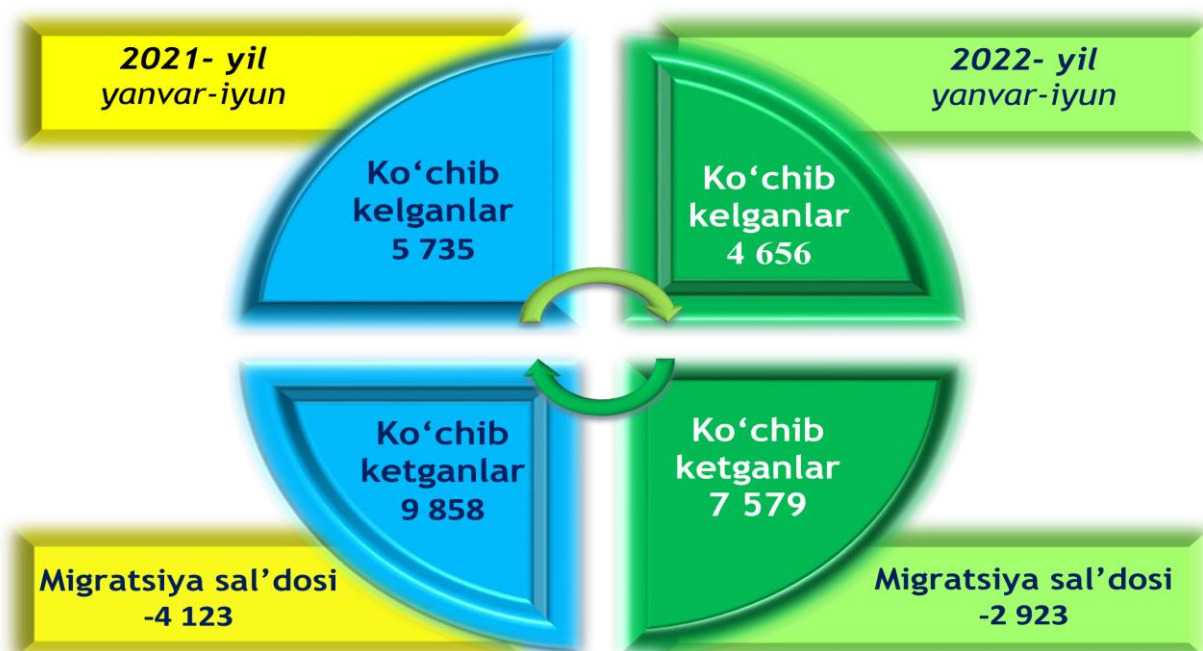 2021- yil
yanvar-iyun
2022- yil
yanvar-iyun
Ko‘chib
kelganlar
5 735
Ko‘chib
kelganlar
4 656
Ko‘chib
ketganlar
9 858
Ko‘chib
ketganlar
7 579
Migratsiya sal’dosi
-4 123
Migratsiya sal’dosi
-2 923